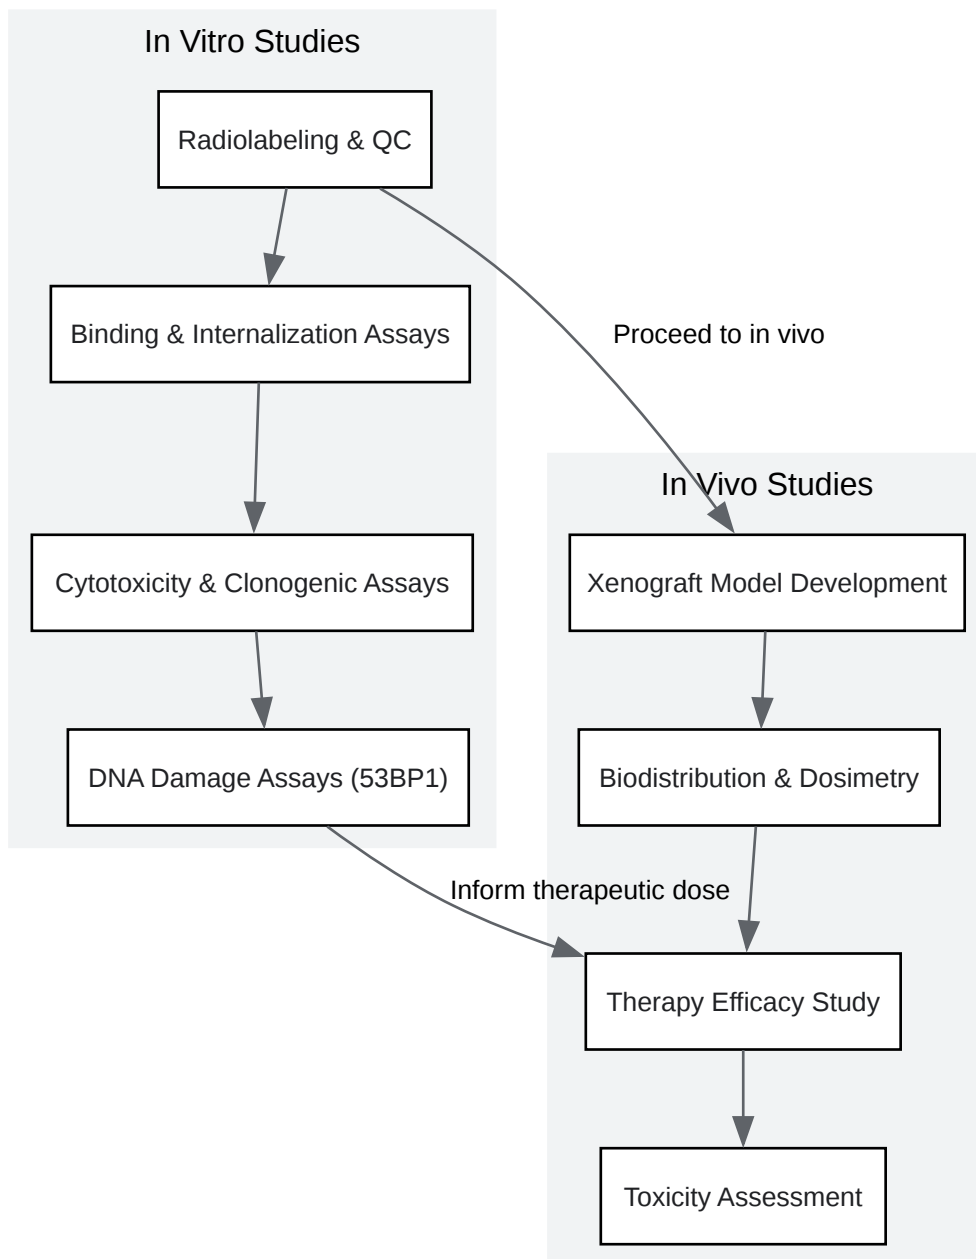 In Vitro Studies
Radiolabeling & QC
Binding & Internalization Assays
Proceed to in vivo
In Vivo Studies
Cytotoxicity & Clonogenic Assays
Xenograft Model Development
DNA Damage Assays (53BP1)
Biodistribution & Dosimetry
Inform therapeutic dose
Therapy Efficacy Study
Toxicity Assessment